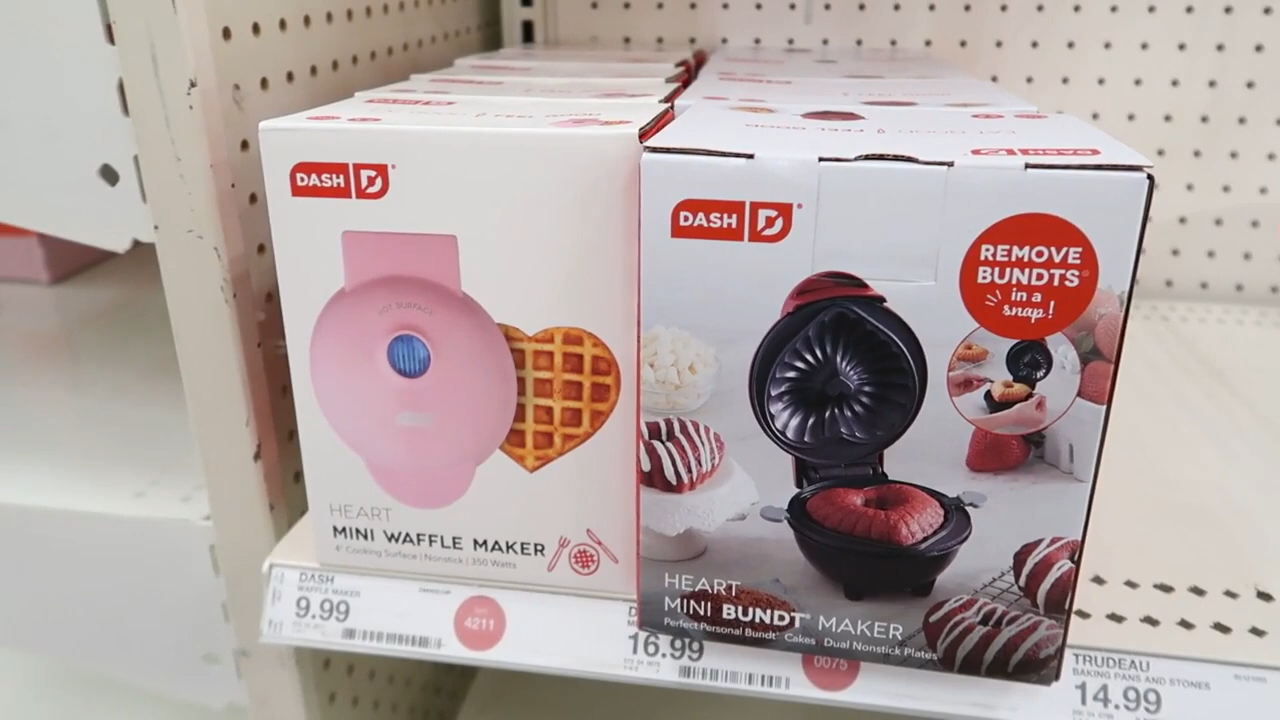 DASH
HOT SURFACE
HEART
MINI WAFFLE MAKER
4" Cooking Surface | Nonstick | 350 Watts
DASH
REMOVE
BUNDTS®
in a
snap!
HEART
MINI BUNDT® MAKER
Perfect Personal Bundt® Cakes | Dual Nonstick Plates
DASH
WAFFLE MAKER
9.99
4211
16.99
0075
TRUDEAU
BAKING PANS AND STONES
14.99